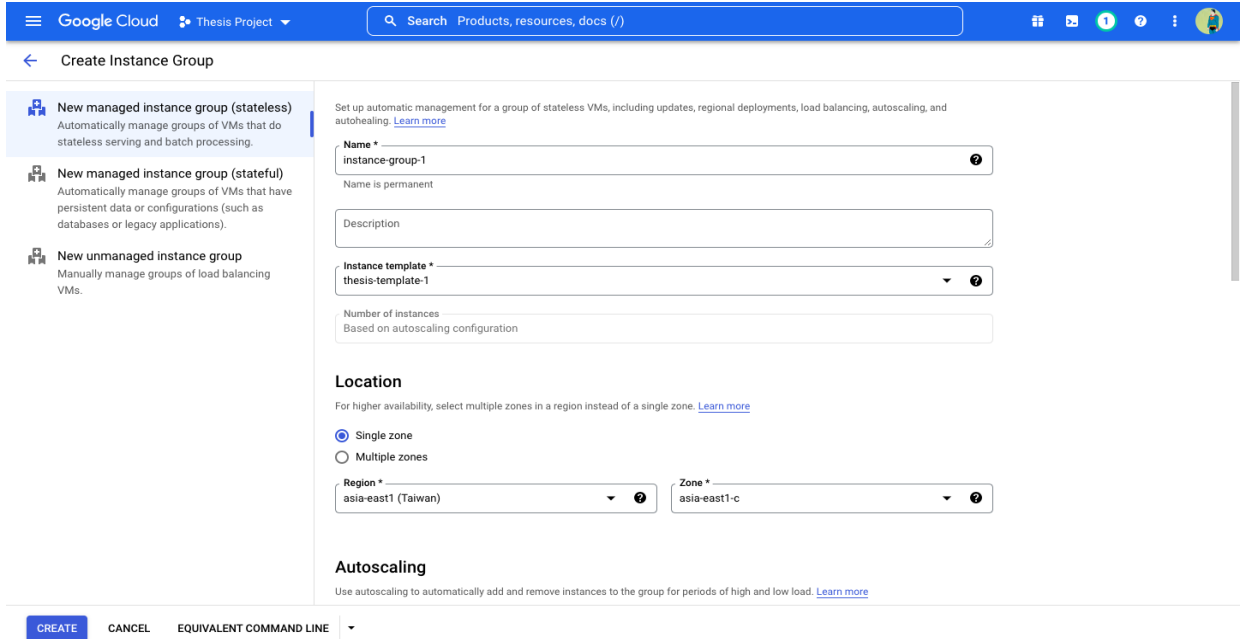 Google Cloud
Thesis Project
Search Products, resources, docs (/)
1
Create Instance Group
New managed instance group (stateless)
Automatically manage groups of VMs that do
stateless serving and batch processing.
New managed instance group (stateful)
Automatically manage groups of VMs that have
persistent data or configurations (such as
databases or legacy applications).
New unmanaged instance group
Manually manage groups of load balancing
VMs.
Set up automatic management for a group of stateless VMs, including updates, regional deployments, load balancing, autoscaling, and
autohealing. Learn more
Name *
instance-group-1
Name is permanent
Description
Instance template *
thesis-template-1
Number of instances
Based on autoscaling configuration
Location
For higher availability, select multiple zones in a region instead of a single zone. Learn more
Single zone
Multiple zones
Region *
asia-east1 (Taiwan)
Zone *
asia-east1-c
Autoscaling
Use autoscaling to automatically add and remove instances to the group for periods of high and low load. Learn more
CREATE
CANCEL
EQUIVALENT COMMAND LINE